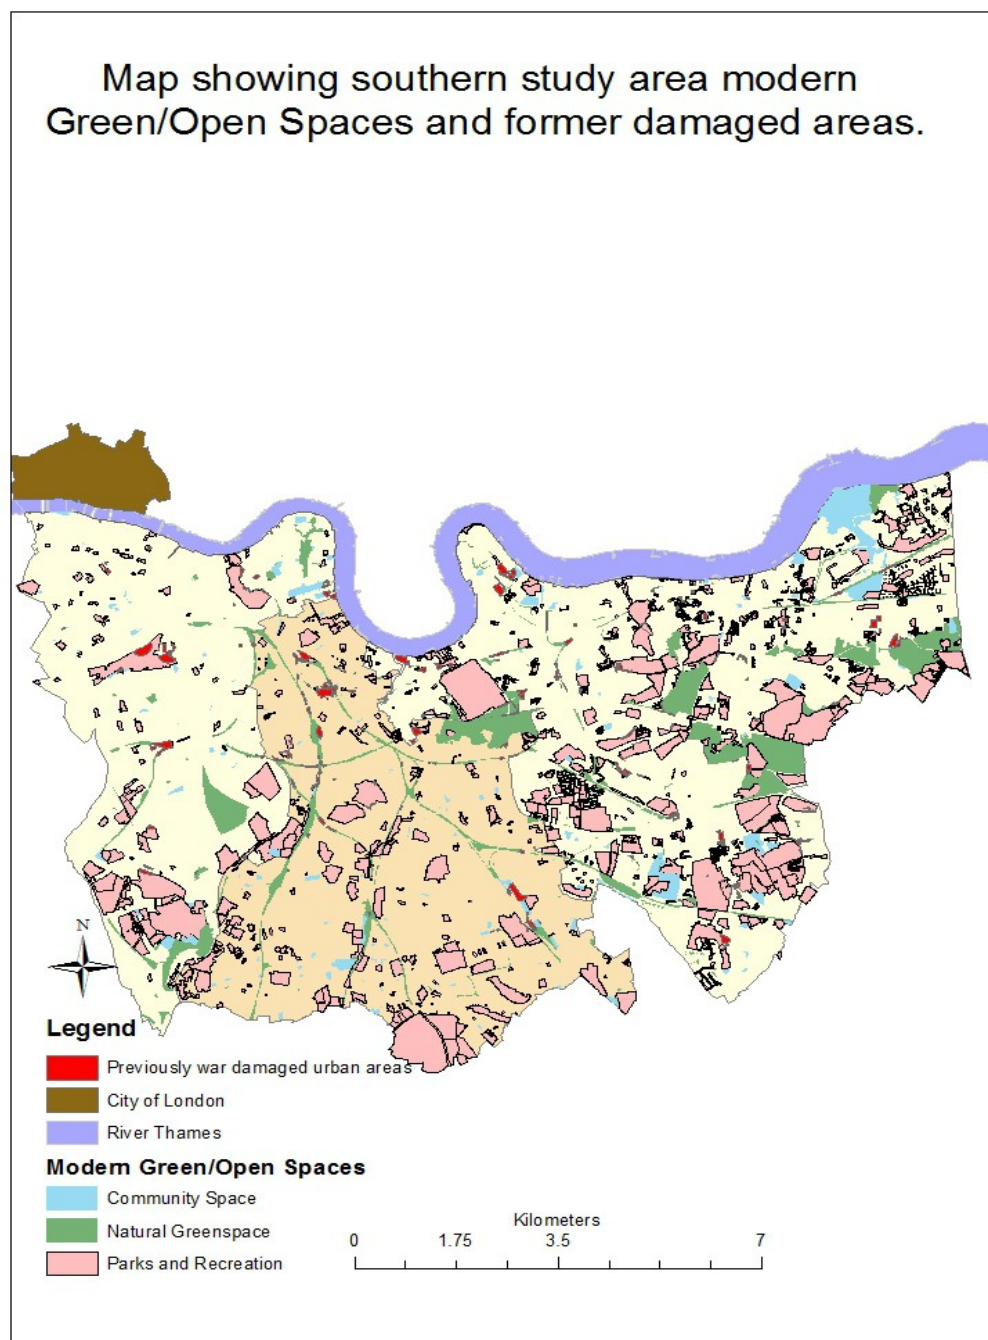 Map showing southern study area modern
Green/Open Spaces and former damaged areas.
N
Legend
Previously war damaged urban areas
City of London
River Thames
Modern Green/Open Spaces
Community Space
Natural Greenspace
Parks and Recreation
Kilometers
0 1.75 3.5 7